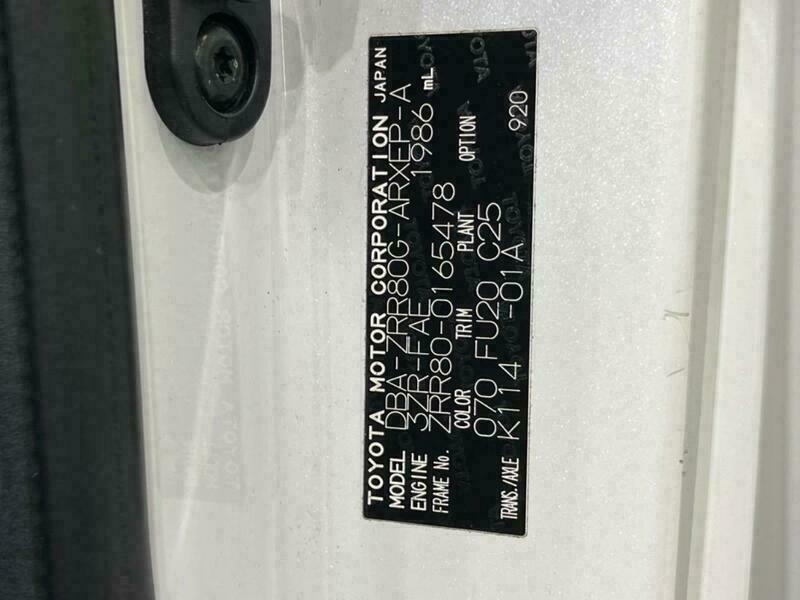 TOYOTA MOTOR CORPORATION JAPAN
MODEL DBA-ZRR80G-ARXEP-A
ENGINE 3ZR-FAE 1986 mL
FRAME No. ZRR80-0165478
COLOR TRIM PLANT OPTION
070 FU20 C25 920
TRANS./AXLE K114 -01A